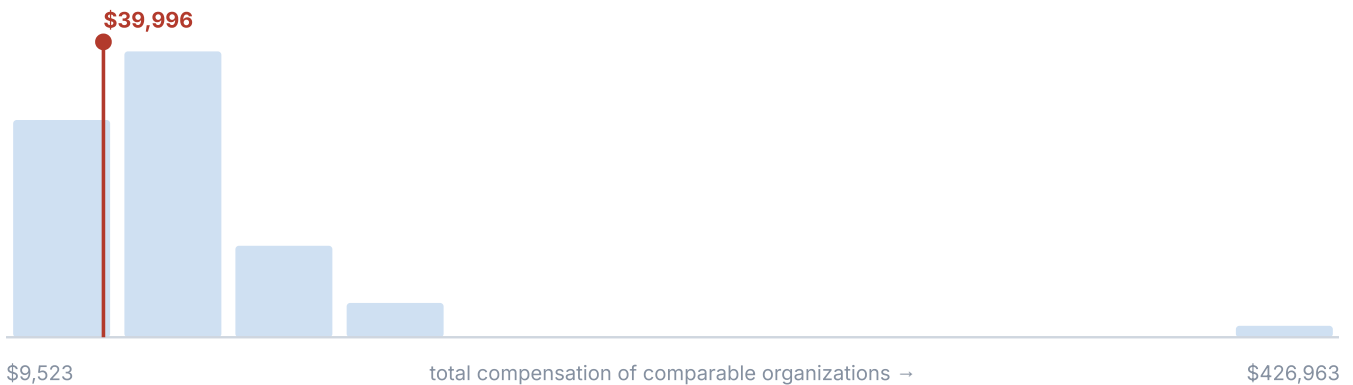 $39,996
$9,523 total compensation of comparable organizations → $426,963